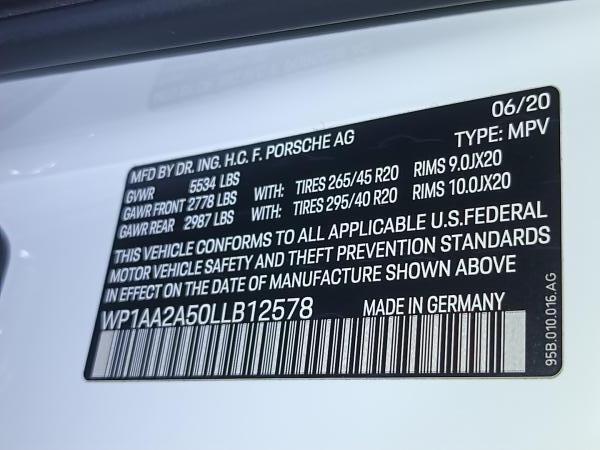 06/20
MFD BY DR. ING. H.C. F. PORSCHE AG TYPE: MPV
GVWR 5534 LBS
GAWR FRONT 2778 LBS WITH: TIRES 265/45 R20 RIMS 9.0JX20
GAWR REAR 2987 LBS WITH: TIRES 295/40 R20 RIMS 10.0JX20
THIS VEHICLE CONFORMS TO ALL APPLICABLE U.S.FEDERAL
MOTOR VEHICLE SAFETY AND THEFT PREVENTION STANDARDS
IN EFFECT ON THE DATE OF MANUFACTURE SHOWN ABOVE
WP1AA2A50LLB12578 MADE IN GERMANY
95B.010.016.AG